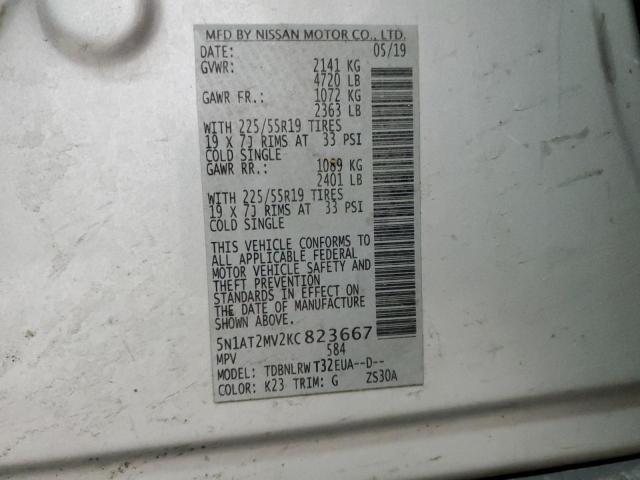 MFD BY NISSAN MOTOR CO., LTD.
DATE: 05/19
GVWR: 2141 KG
4720 LB
GAWR FR.: 1072 KG
2363 LB
WITH 225/55R19 TIRES
19 X 7J RIMS AT 33 PSI
COLD SINGLE
GAWR RR.: 1089 KG
2401 LB
WITH 225/55R19 TIRES
19 X 7J RIMS AT 33 PSI
COLD SINGLE
THIS VEHICLE CONFORMS TO
ALL APPLICABLE FEDERAL
MOTOR VEHICLE SAFETY AND
THEFT PREVENTION
STANDARDS IN EFFECT ON
THE DATE OF MANUFACTURE
SHOWN ABOVE.
5N1AT2MV2KC823667
MPV 584
MODEL: TDBNLRW T32EUA--D--
COLOR: K23 TRIM: G ZS30A